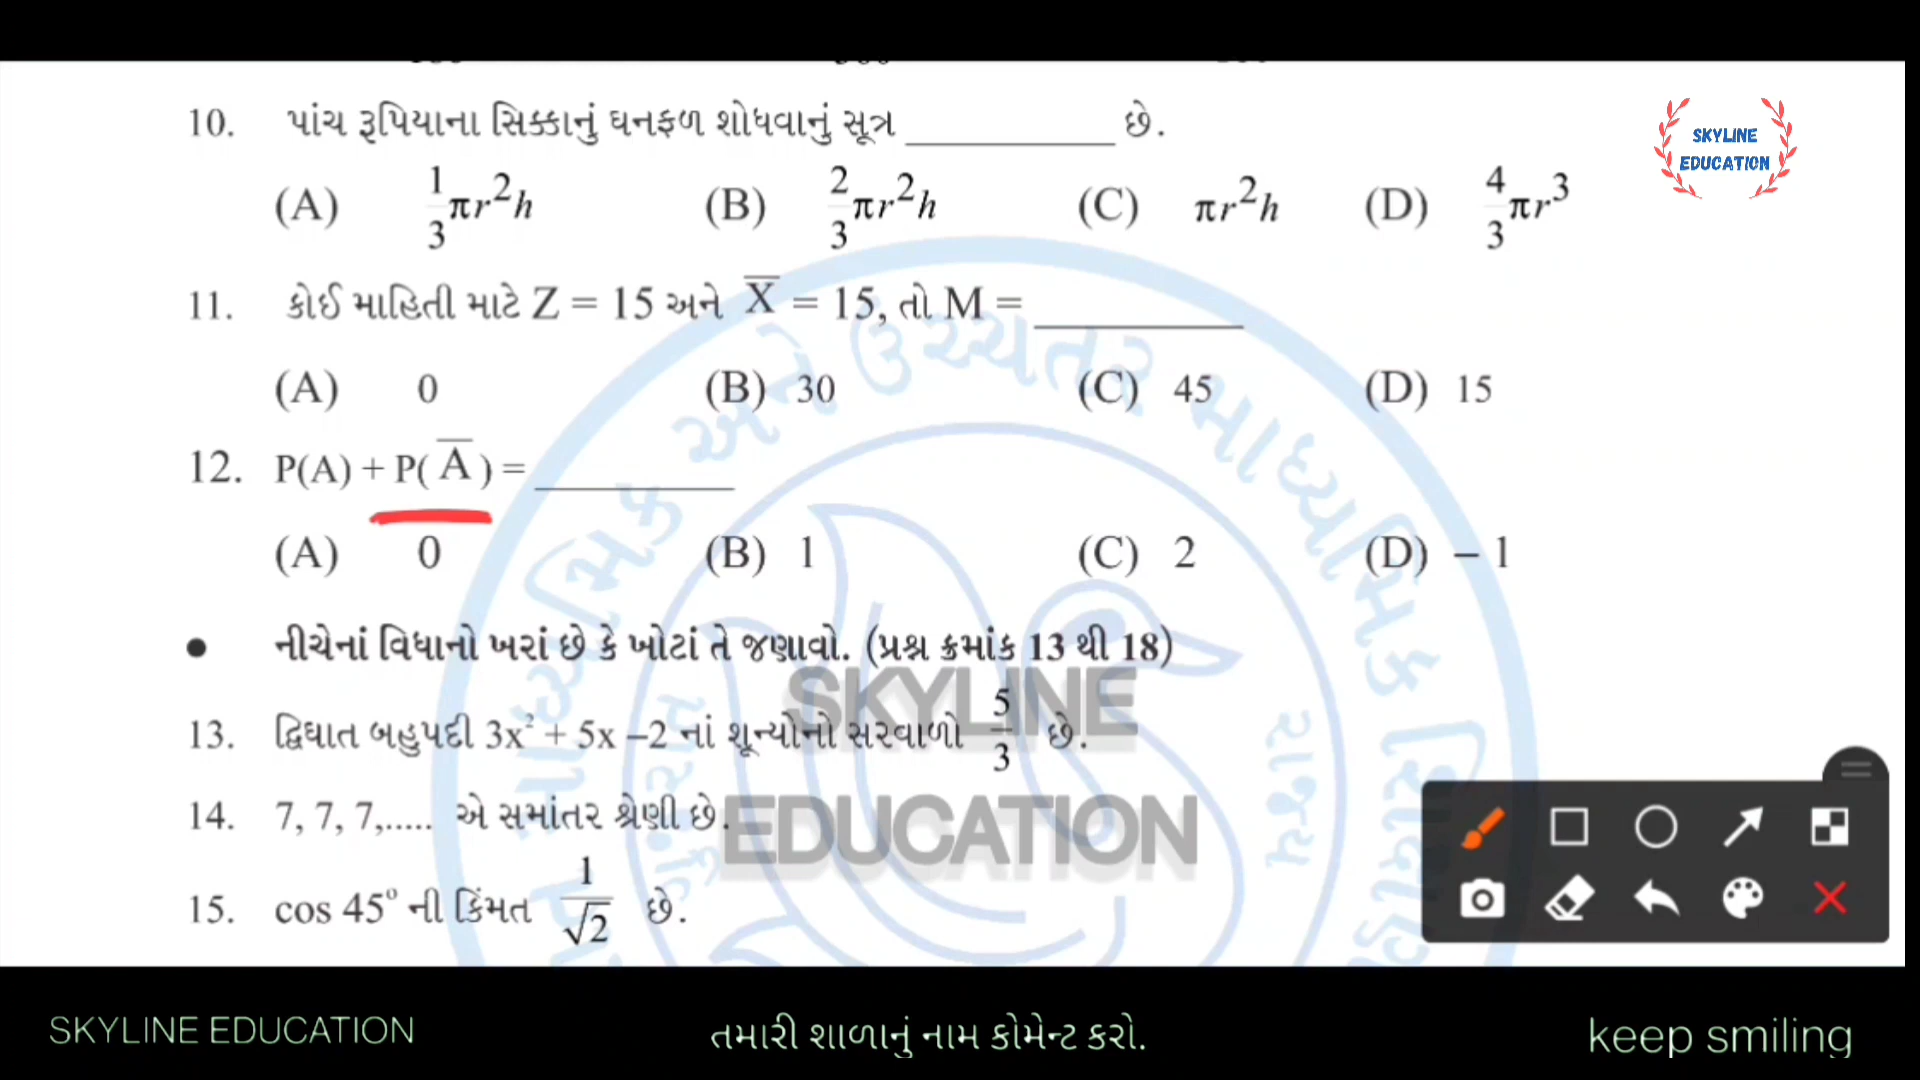 10. પાંચ રૂપિયાના સિક્કાનું ઘનફળ શોધવાનું સૂત્ર __________ છે.
(A) 1/3 πr²h (B) 2/3 πr²h (C) πr²h (D) 4/3 πr³
11. કોઈ માહિતી માટે Z = 15 અને X̅ = 15, તો M = __________
(A) 0 (B) 30 (C) 45 (D) 15
12. P(A) + P(A̅) = __________
(A) 0 (B) 1 (C) 2 (D) – 1
● નીચેનાં વિધાનો ખરાં છે કે ખોટાં તે જણાવો. (પ્રશ્ન ક્રમાંક 13 થી 18)
13. દ્વિઘાત બહુપદી 3x² + 5x –2 નાં શૂન્યોનો સરવાળો 5/3 છે.
14. 7, 7, 7,..... એ સમાંતર શ્રેણી છે.
15. cos 45° ની કિંમત 1/√2 છે.
SKYLINE
EDUCATION
SKYLINE
EDUCATION
SKYLINE EDUCATION
તમારી શાળાનું નામ કોમેન્ટ કરો.
keep smiling